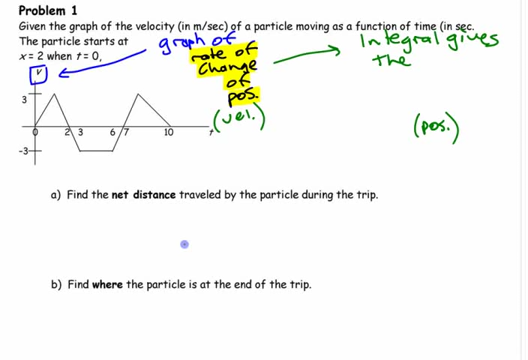 Problem 1
Given the graph of the velocity (in m/sec) of a particle moving as a function of time (in sec.
The particle starts at
x = 2 when t = 0,
graph of
rate of
change
of
pos.
(vel.)
Integral gives
the
(pos.)
v
3
0 2 3 6 7 10 t
-3
a) Find the net distance traveled by the particle during the trip.
b) Find where the particle is at the end of the trip.